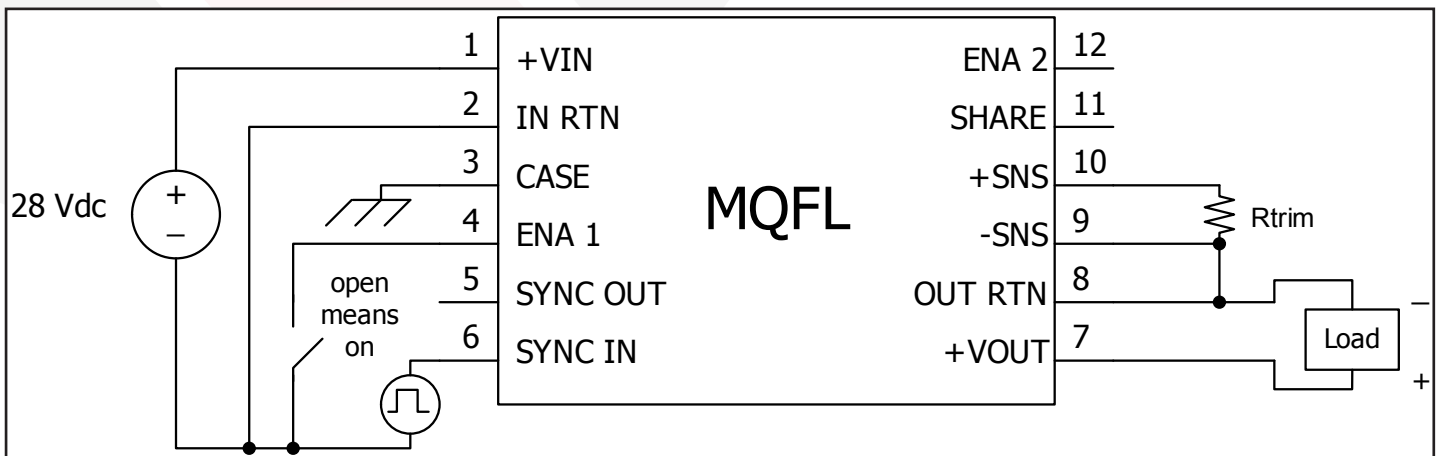 1
+VIN
ENA 2
12
2
IN RTN
SHARE
11
3
CASE
+SNS
10
28 Vdc
+
–
MQFL
Rtrim
4
ENA 1
-SNS
9
open
means
on
5
SYNC OUT
OUT RTN
8
–
6
SYNC IN
+VOUT
7
Load
+